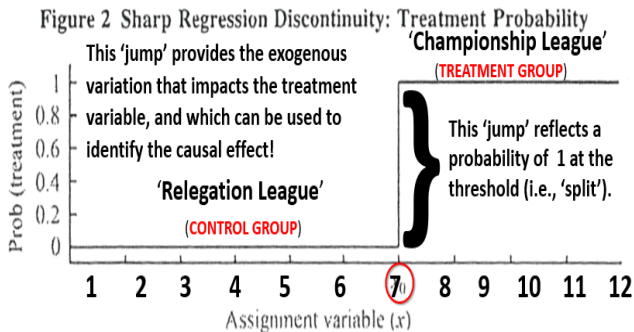 Figure 2 Sharp Regression Discontinuity: Treatment Probability
'Championship League'
(TREATMENT GROUP)
This 'jump' provides the exogenous
variation that impacts the treatment
variable, and which can be used to
identify the causal effect!
'Relegation League'
(CONTROL GROUP)
This 'jump' reflects a
probability of 1 at the
threshold (i.e., 'split').
Prob (treatment)
1
0.8
0.6
0.4
0.2
0
1 2 3 4 5 6 7 8 9 10 11 12
Assignment variable (x)